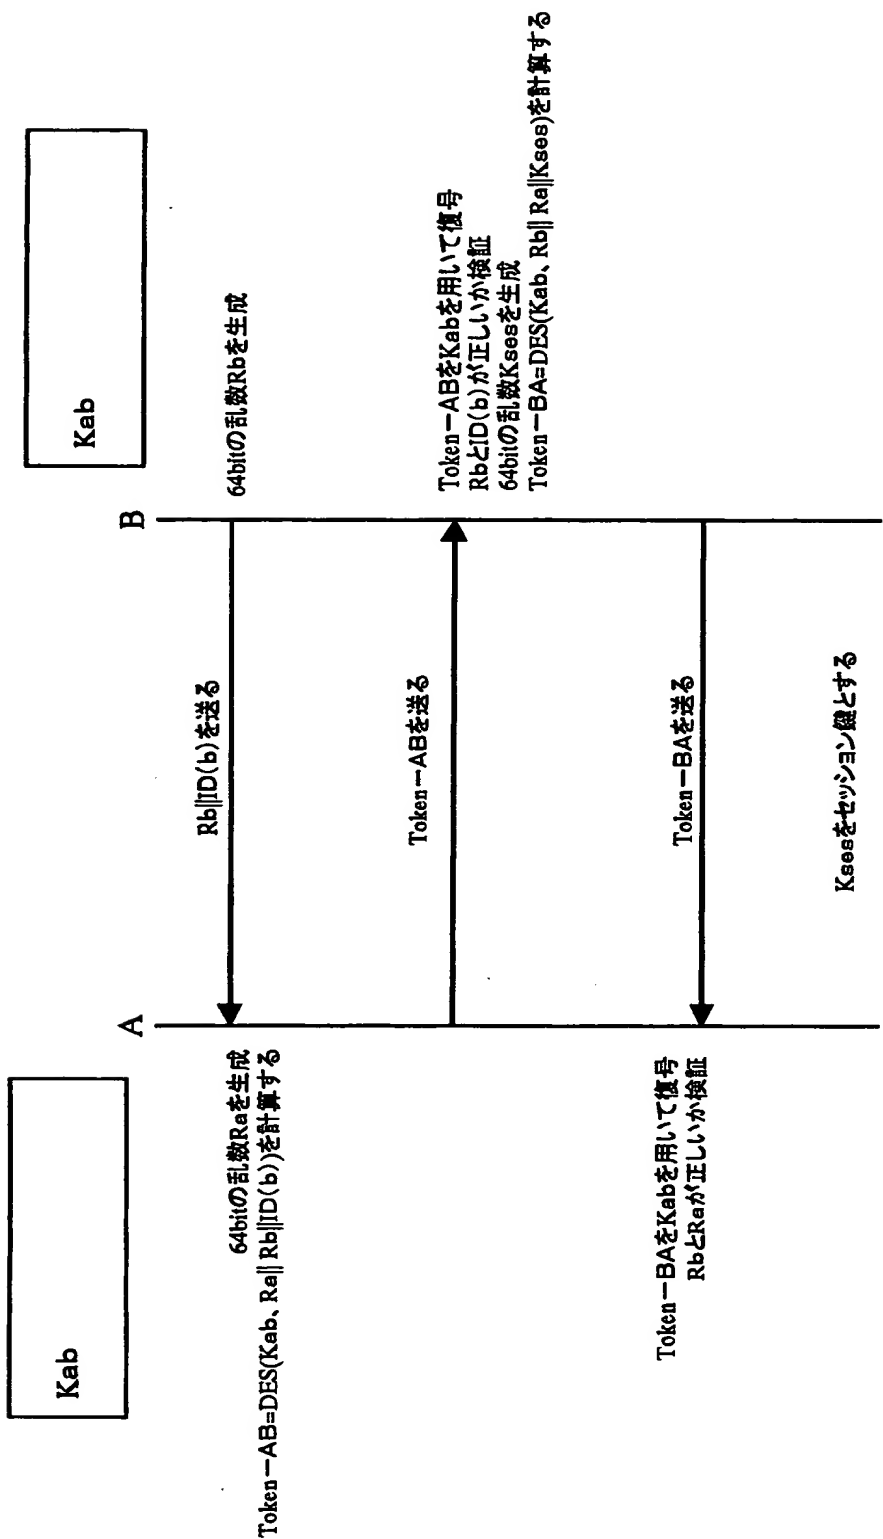 Kab
Kab
A
B
64bitの乱数Rbを生成
Rb||ID(b)を送る
64bitの乱数Raを生成
Token－AB=DES(Kab、Ra|| Rb||ID(b))を計算する
Token－ABを送る
Token－ABをKabを用いて復号
RbとID(b)が正しいか検証
64bitの乱数Ksesを生成
Token－BA=DES(Kab、Rb|| Ra||Kses)を計算する
Token－BAを送る
Token－BAをKabを用いて復号
RbとRaが正しいか検証
Ksesをセッション鍵とする